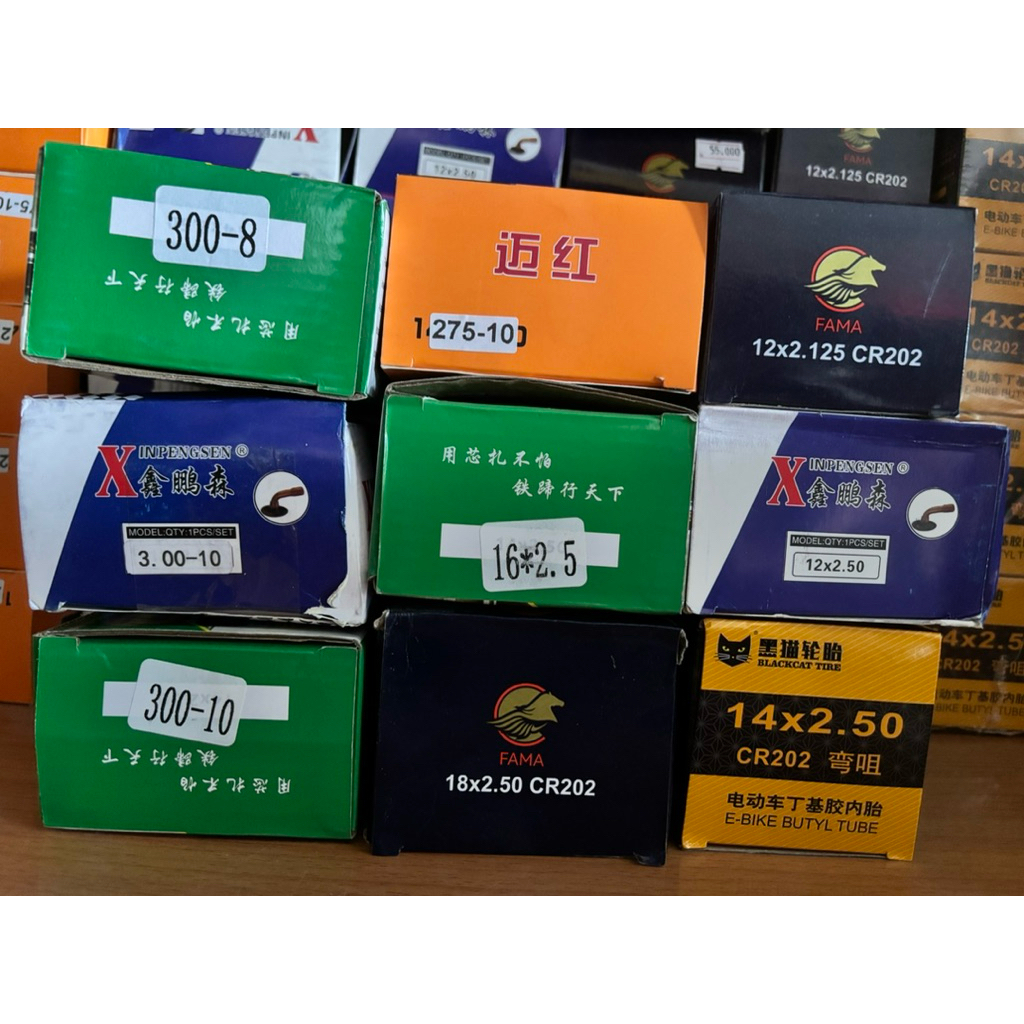 55,000
FAMA
12x2.125 CR202
300-8
铁蹄行天下
用芯扎不怕
迈红
275-10
FAMA
12x2.125 CR202
XINPENGSEN®
鑫鹏森
MODEL:QTY:1PCS/SET
3.00-10
用芯扎不怕
铁蹄行天下
16*2.5
XINPENGSEN®
鑫鹏森
MODEL:QTY:1PCS/SET
12x2.50
300-10
铁蹄行天下
用芯扎不怕
FAMA
18x2.50 CR202
黑猫轮胎
BLACKCAT TIRE
14x2.50
CR202 弯咀
电动车丁基胶内胎
E-BIKE BUTYL TUBE